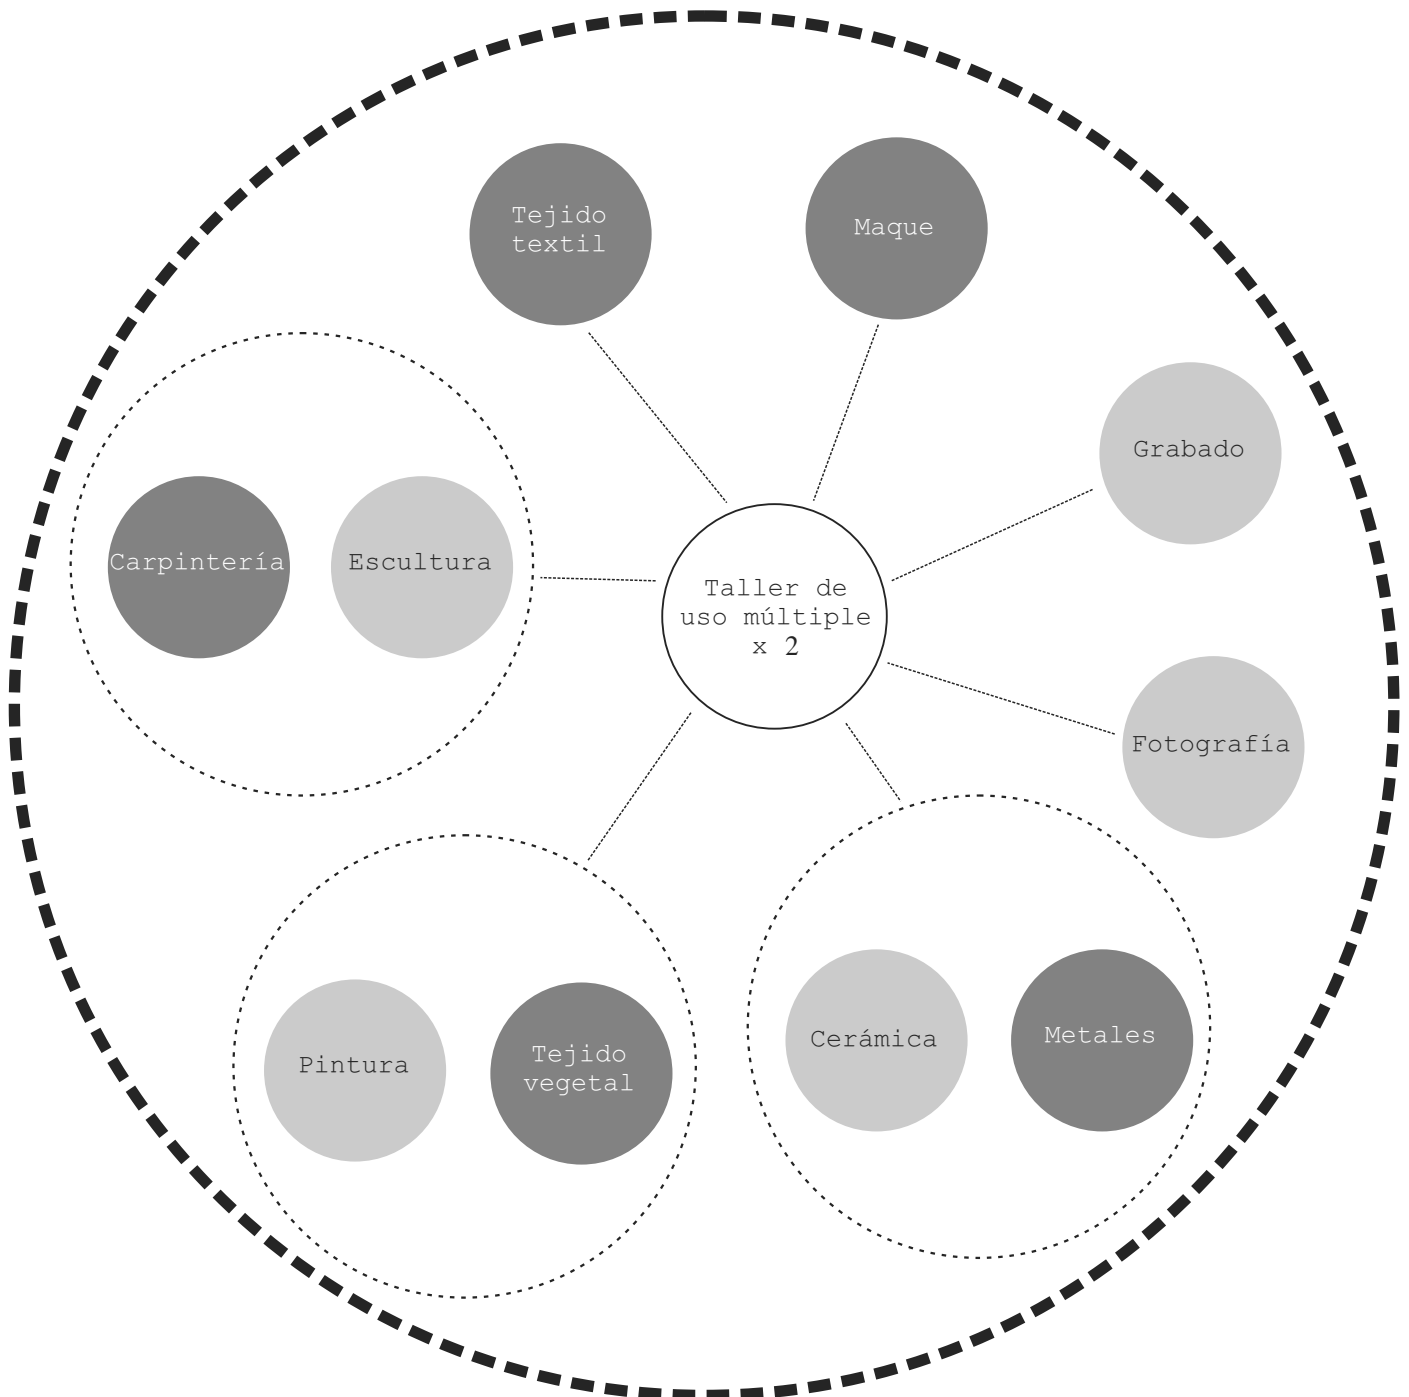 Tejido
textil
Maque
Grabado
Carpintería
Escultura
Taller de
uso múltiple
x 2
Fotografía
Pintura
Tejido
vegetal
Cerámica
Metales